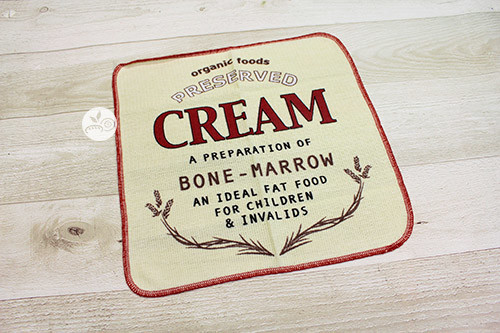 organic foods
PRESERVED
CREAM
A PREPARATION OF
BONE-MARROW
AN IDEAL FAT FOOD
FOR CHILDREN
& INVALIDS